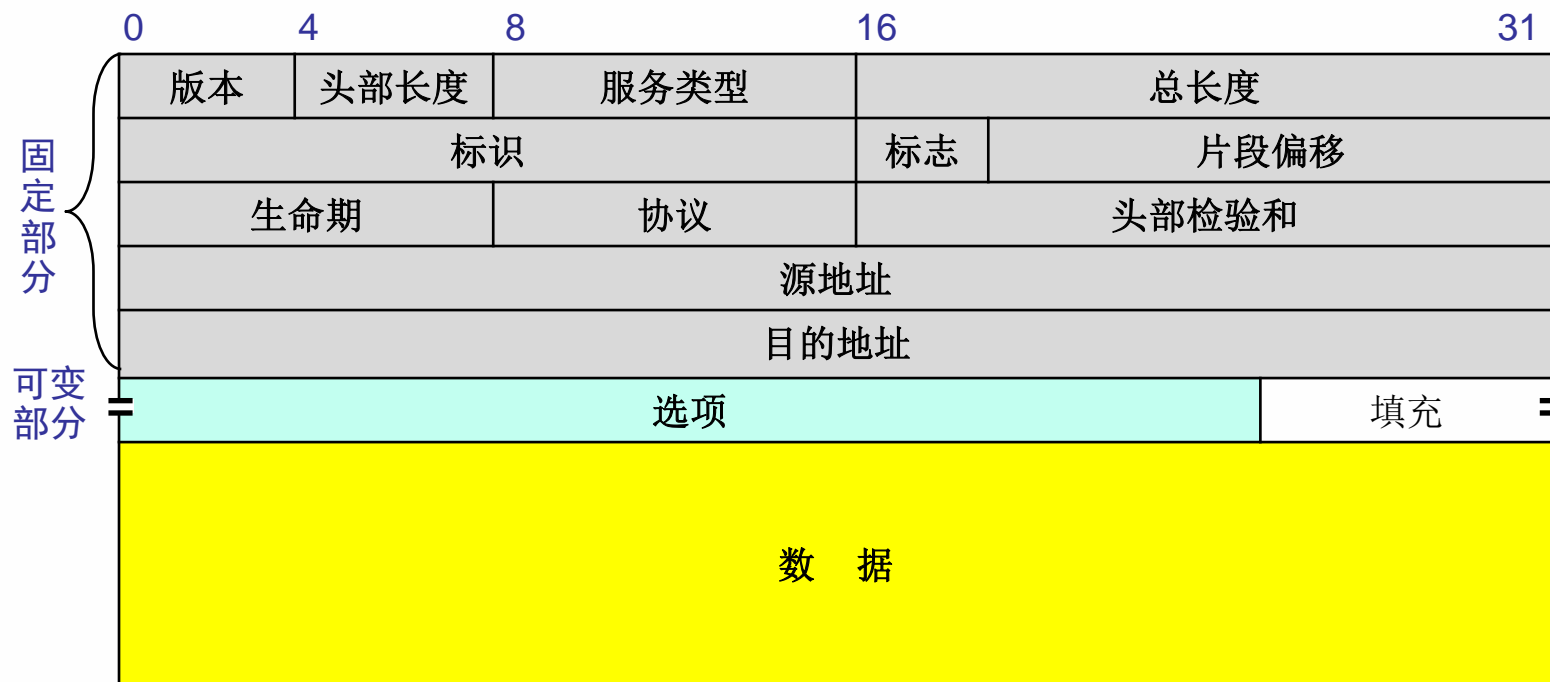 0 4 8 16 31
版本 头部长度 服务类型 总长度
标识 标志 片段偏移
生命期 协议 头部检验和
源地址
目的地址
固定部分
可变部分
选项 填充
数 据